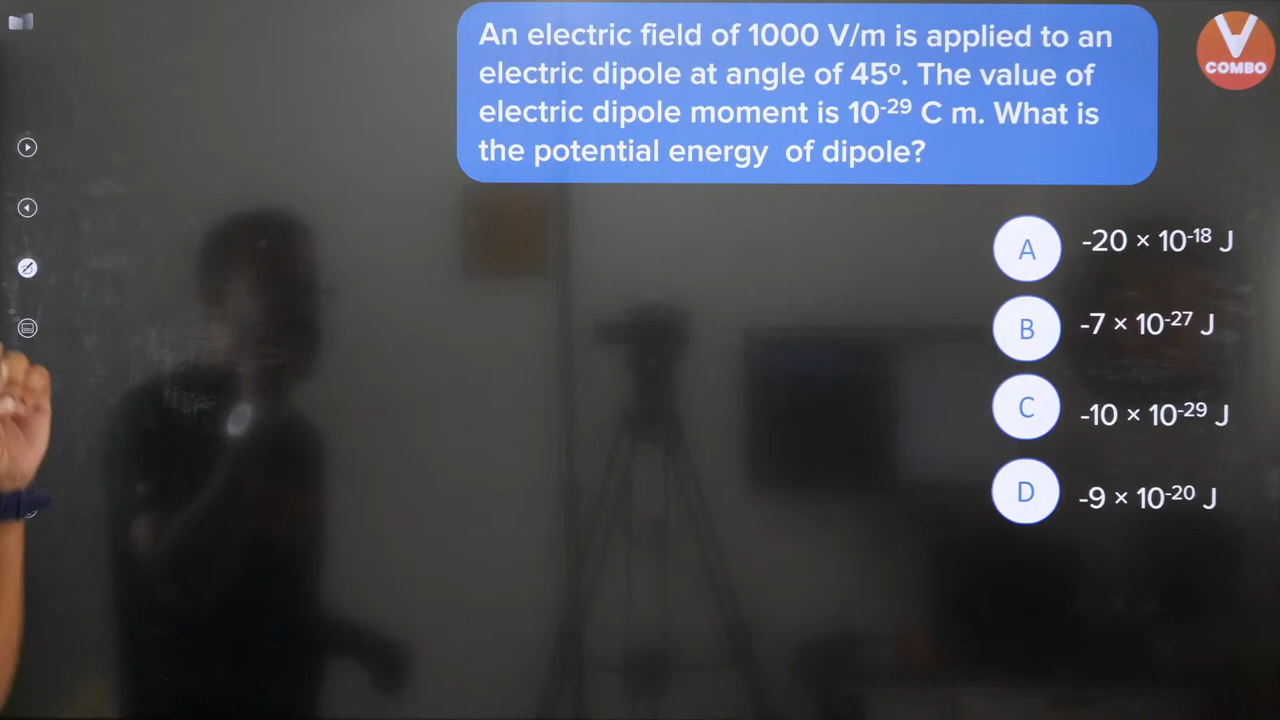 An electric field of 1000 V/m is applied to an
electric dipole at angle of 45º. The value of
electric dipole moment is 10⁻²⁹ C m. What is
the potential energy of dipole?
V
COMBO
A -20 × 10⁻¹⁸ J
B -7 × 10⁻²⁷ J
C -10 × 10⁻²⁹ J
D -9 × 10⁻²⁰ J